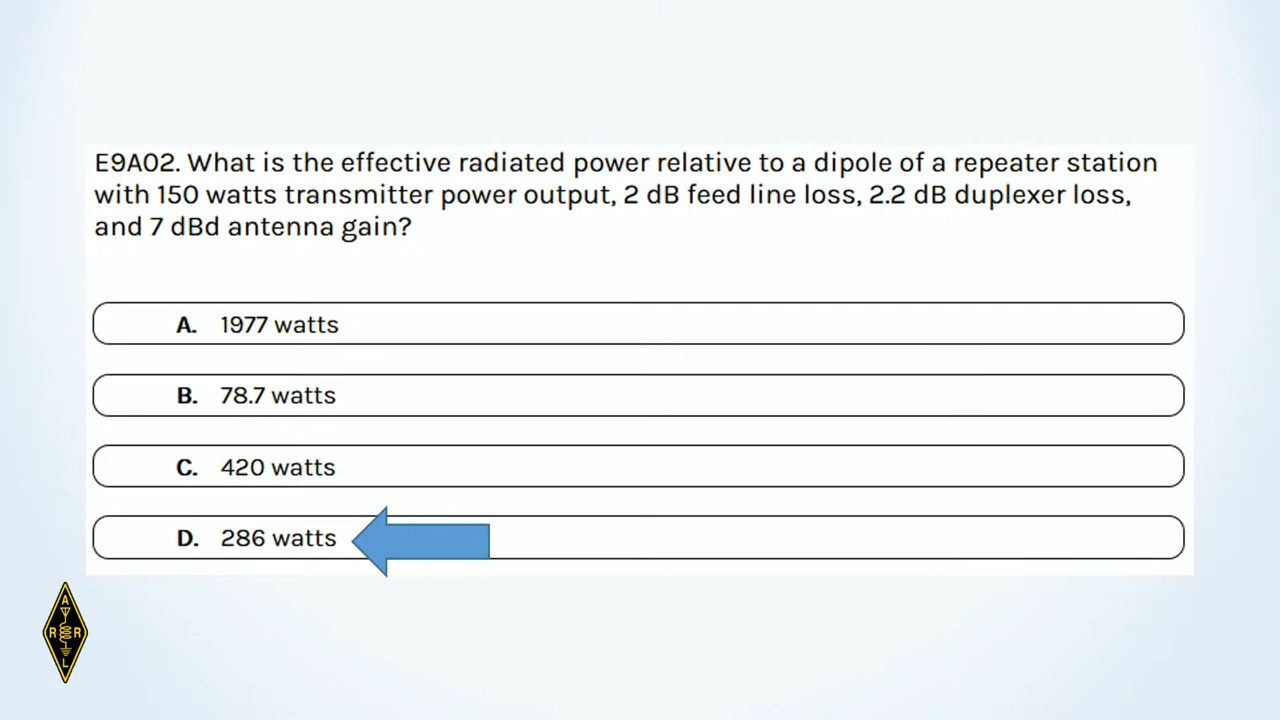 E9A02. What is the effective radiated power relative to a dipole of a repeater station
with 150 watts transmitter power output, 2 dB feed line loss, 2.2 dB duplexer loss,
and 7 dBd antenna gain?
A. 1977 watts
B. 78.7 watts
C. 420 watts
D. 286 watts
A
R R
L